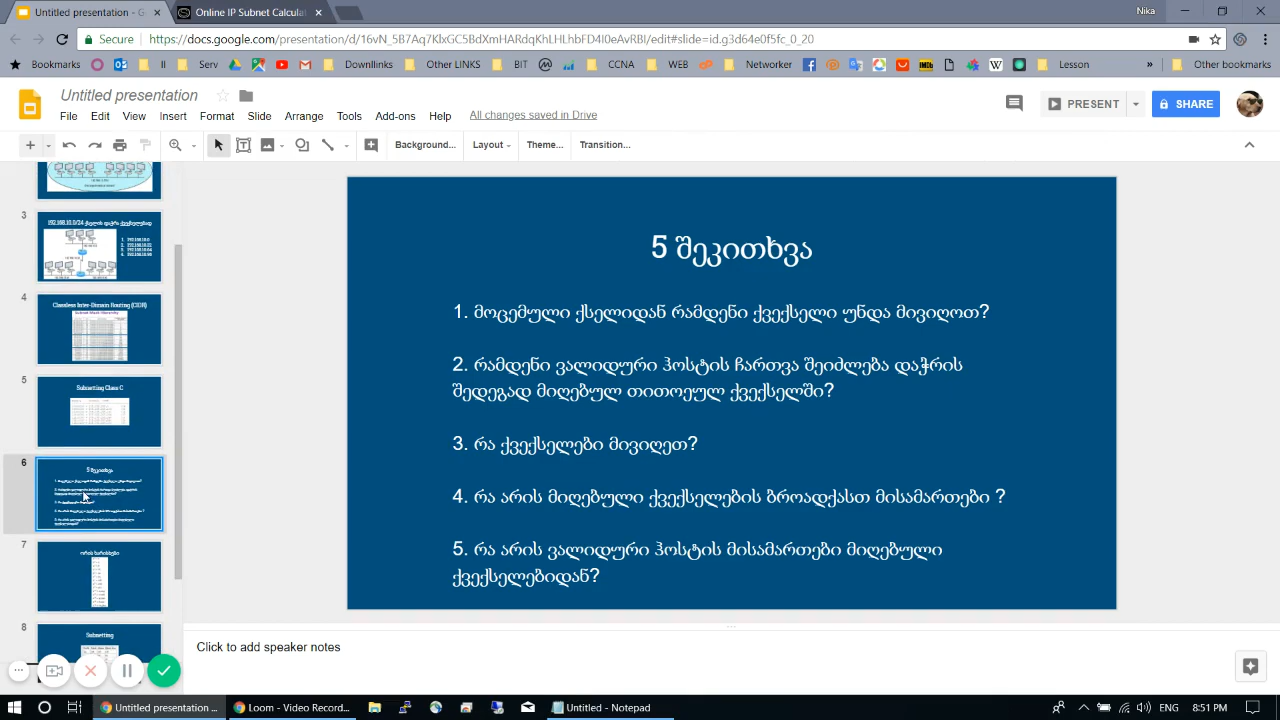 Untitled presentation - G
Online IP Subnet Calculat
Nika
Secure
https://docs.google.com/presentation/d/16vN_5B7Aq7KlxGC5BdXmHARdqKhLHLhbFD4I0eAvRBI/edit#slide=id.g3d64e0f5fc_0_20
Bookmarks
II
Serv
Downllinks
Other LINKS
BIT
CCNA
WEB
Networker
IMDb
Lesson
»
Other bookmarks
Untitled presentation
PRESENT
SHARE
File Edit View Insert Format Slide Arrange Tools Add-ons Help
All changes saved in Drive
Background...
Layout
Theme...
Transition...
3
4
Classless Inter-Domain Routing (CIDR)
5
Subnetting Class C
6
5 შეკითხვა
7
ორის ხარისხები
8
Subnetting
5 შეკითხვა
1. მოცემული ქსელიდან რამდენი ქვექსელი უნდა მივიღოთ?
2. რამდენი ვალიდური ჰოსტის ჩართვა შეიძლება დაჭრის
შედეგად მიღებულ თითოეულ ქვექსელში?
3. რა ქვექსელები მივიღეთ?
4. რა არის მიღებული ქვექსელების ბროადქასთ მისამართები ?
5. რა არის ვალიდური ჰოსტის მისამართები მიღებული
ქვექსელებიდან?
Click to add speaker notes
Untitled presentation ...
Loom - Video Record...
Untitled - Notepad
ENG
8:51 PM